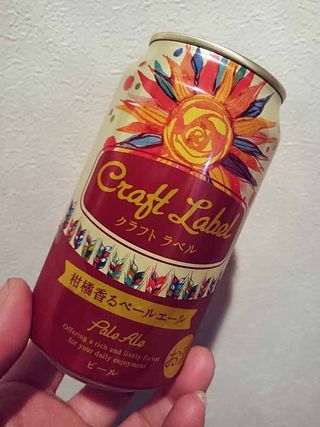 Craft Label
クラフト ラベル
柑橘香るペールエール
Pale Ale
Offering a rich and lively flavor
for your daily enjoyment
ビール